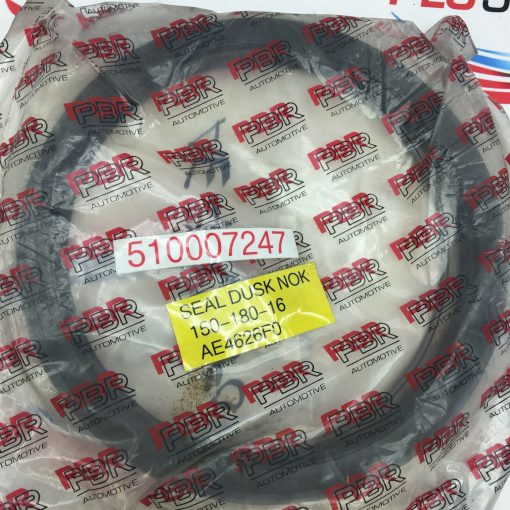 PBR
AUTOMOTIVE
510007247
SEAL DUSK NOK
150-180-16
AE4626F0